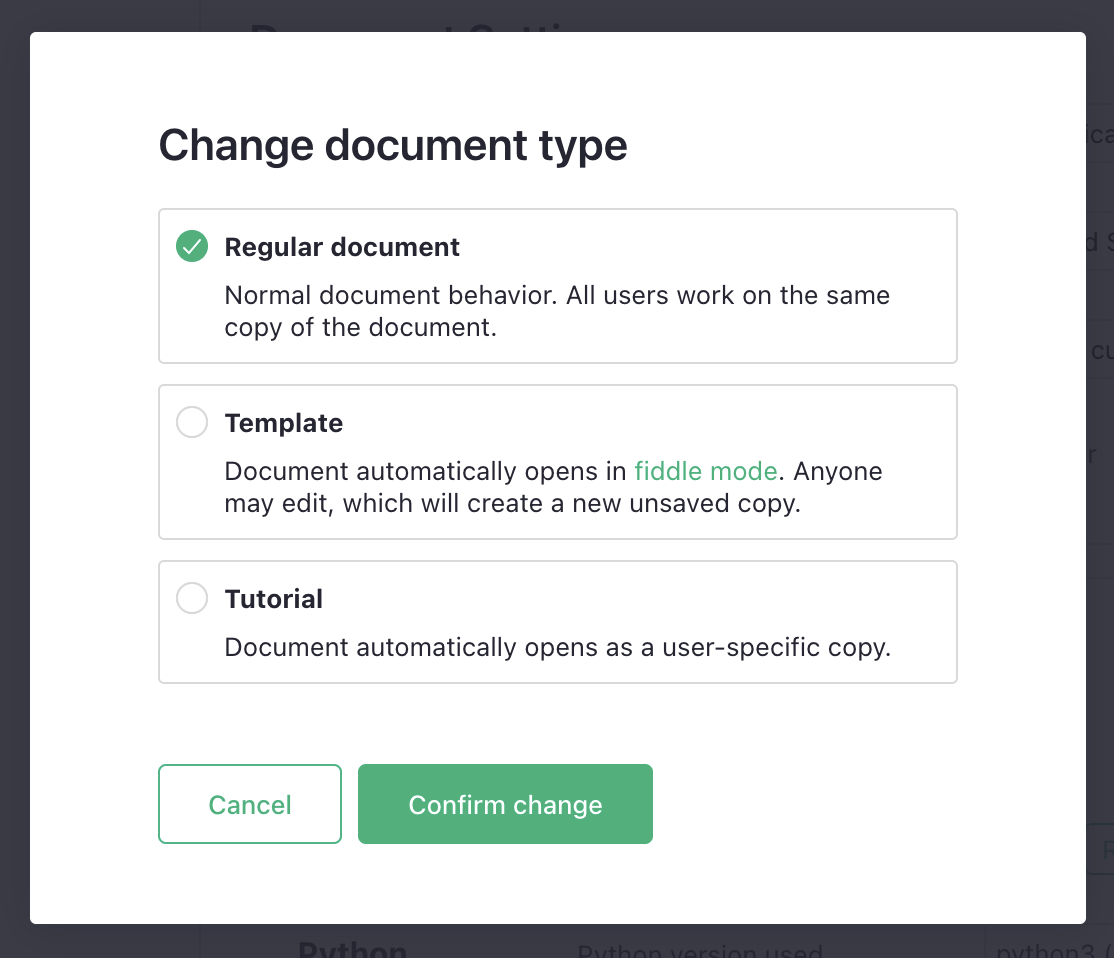 Change document type
Regular document
Normal document behavior. All users work on the same
copy of the document.
Template
Document automatically opens in fiddle mode. Anyone
may edit, which will create a new unsaved copy.
Tutorial
Document automatically opens as a user-specific copy.
Cancel Confirm change
Python Python version used python3 (